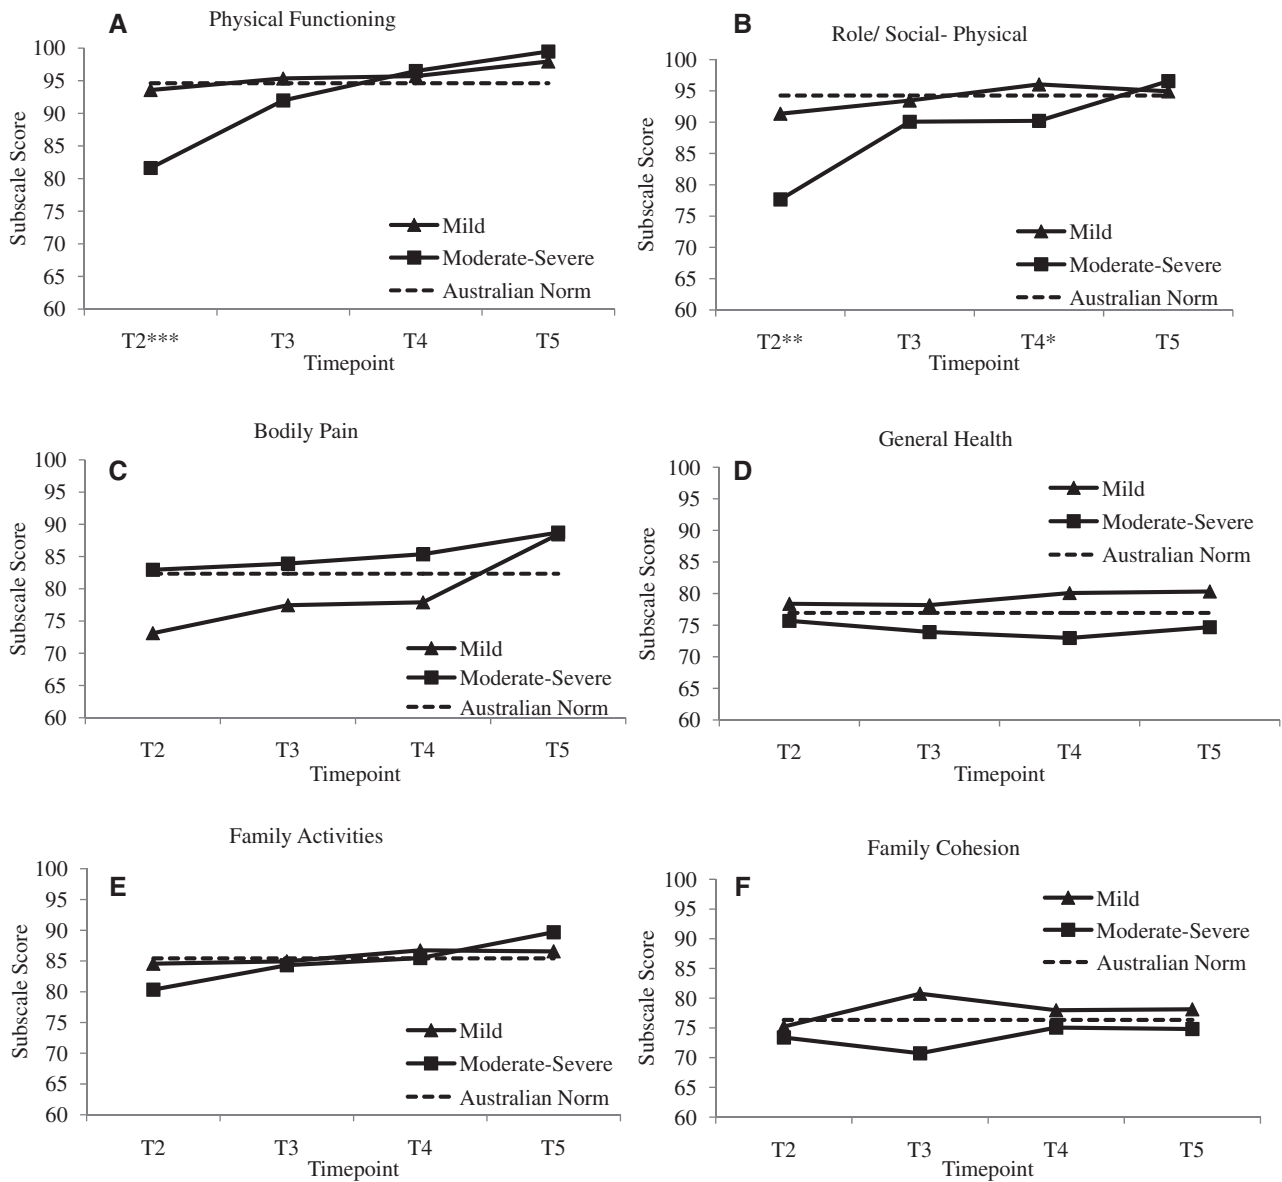 A
Physical Functioning
100
95
90
85
80
75
70
65
60
Subscale Score
Mild
Moderate-Severe
Australian Norm
T2*** T3 T4 T5
Timepoint
B
Role/ Social- Physical
100
95
90
85
80
75
70
65
60
Subscale Score
Mild
Moderate-Severe
Australian Norm
T2** T3 T4* T5
Timepoint
Bodily Pain
C
100
95
90
85
80
75
70
65
60
Subscale Score
Mild
Moderate-Severe
Australian Norm
T2 T3 T4 T5
Timepoint
General Health
D
100
95
90
85
80
75
70
65
60
Subscale Score
Mild
Moderate-Severe
Australian Norm
T2 T3 T4 T5
Timepoint
Family Activities
E
100
95
90
85
80
75
70
65
60
Subscale Score
Mild
Moderate-Severe
Australian Norm
T2 T3 T4 T5
Timepoint
Family Cohesion
F
100
95
90
85
80
75
70
65
60
Subscale Score
Mild
Moderate-Severe
Australian Norm
T2 T3 T4 T5
Timepoint